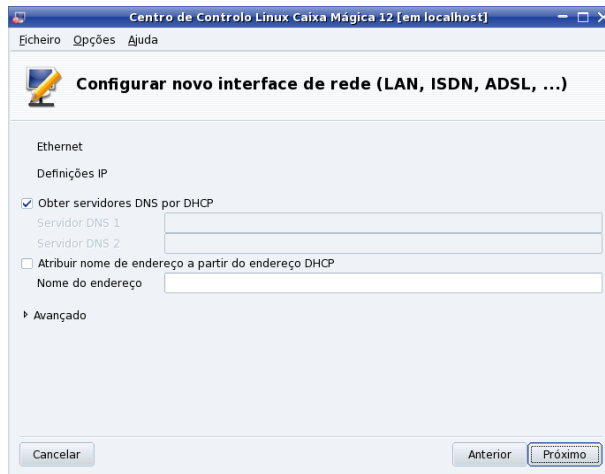 Centro de Controlo Linux Caixa Mágica 12 [em localhost]
Ficheiro Opções Ajuda
Configurar novo interface de rede (LAN, ISDN, ADSL, ...)
Ethernet
Definições IP
Obter servidores DNS por DHCP
Servidor DNS 1
Servidor DNS 2
Atribuir nome de endereço a partir do endereço DHCP
Nome do endereço
Avançado
Cancelar Anterior Próximo